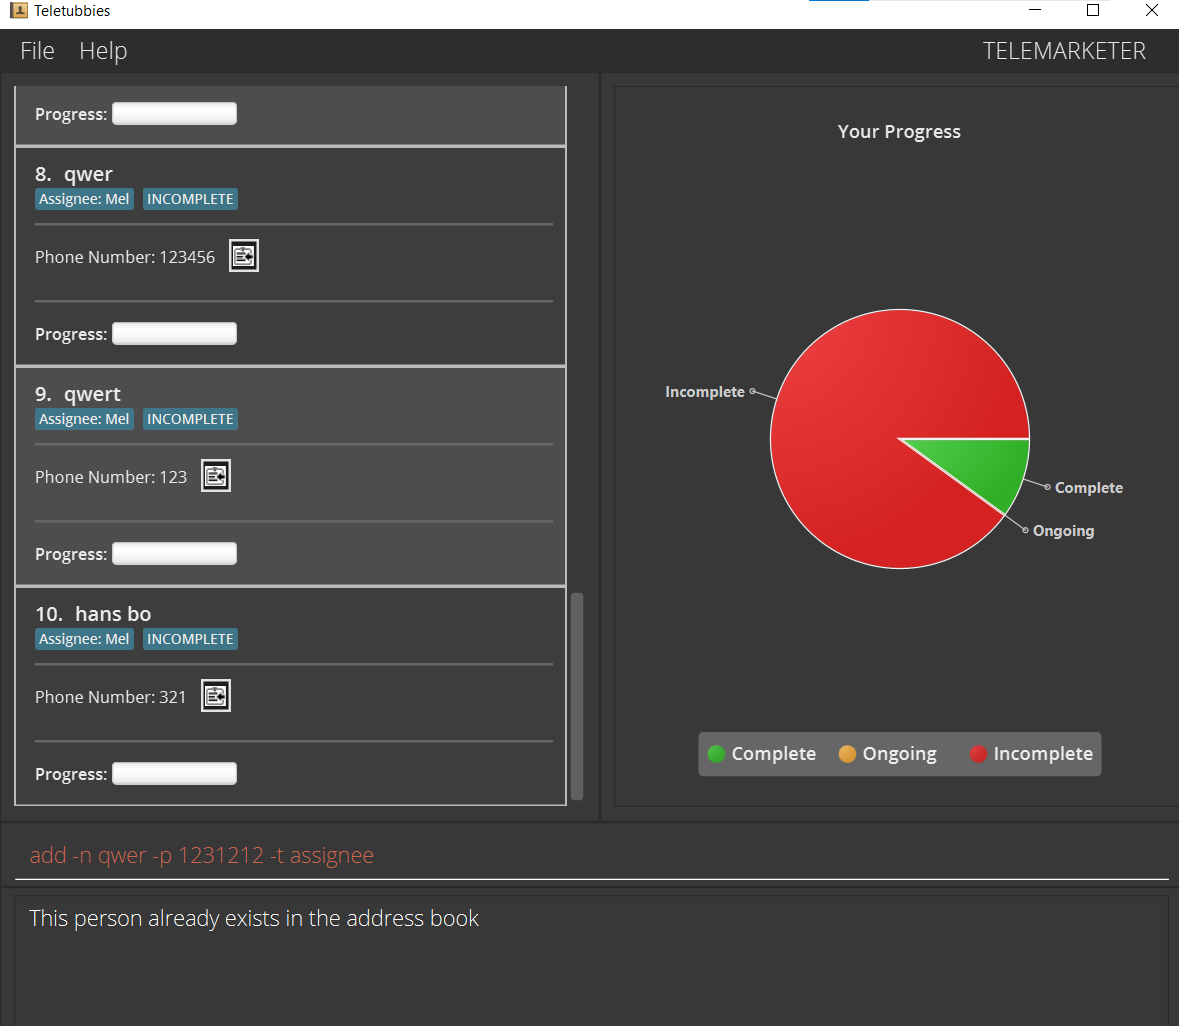 Teletubbies
File Help TELEMARKETER
Progress:
8. qwer
Assignee: Mel INCOMPLETE
Phone Number: 123456
Progress:
9. qwert
Assignee: Mel INCOMPLETE
Phone Number: 123
Progress:
10. hans bo
Assignee: Mel INCOMPLETE
Phone Number: 321
Progress:
Your Progress
Incomplete
Complete
Ongoing
Complete Ongoing Incomplete
add -n qwer -p 1231212 -t assignee
This person already exists in the address book